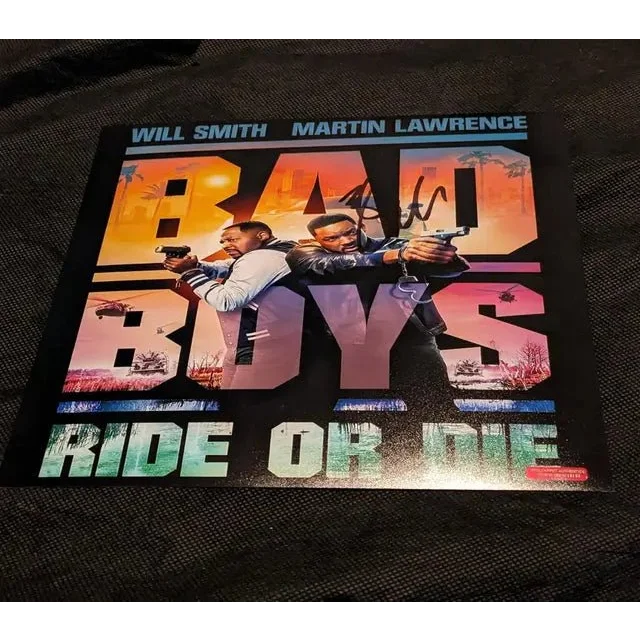 WILL SMITH MARTIN LAWRENCE
BAD
BOYS
RIDE OR DIE